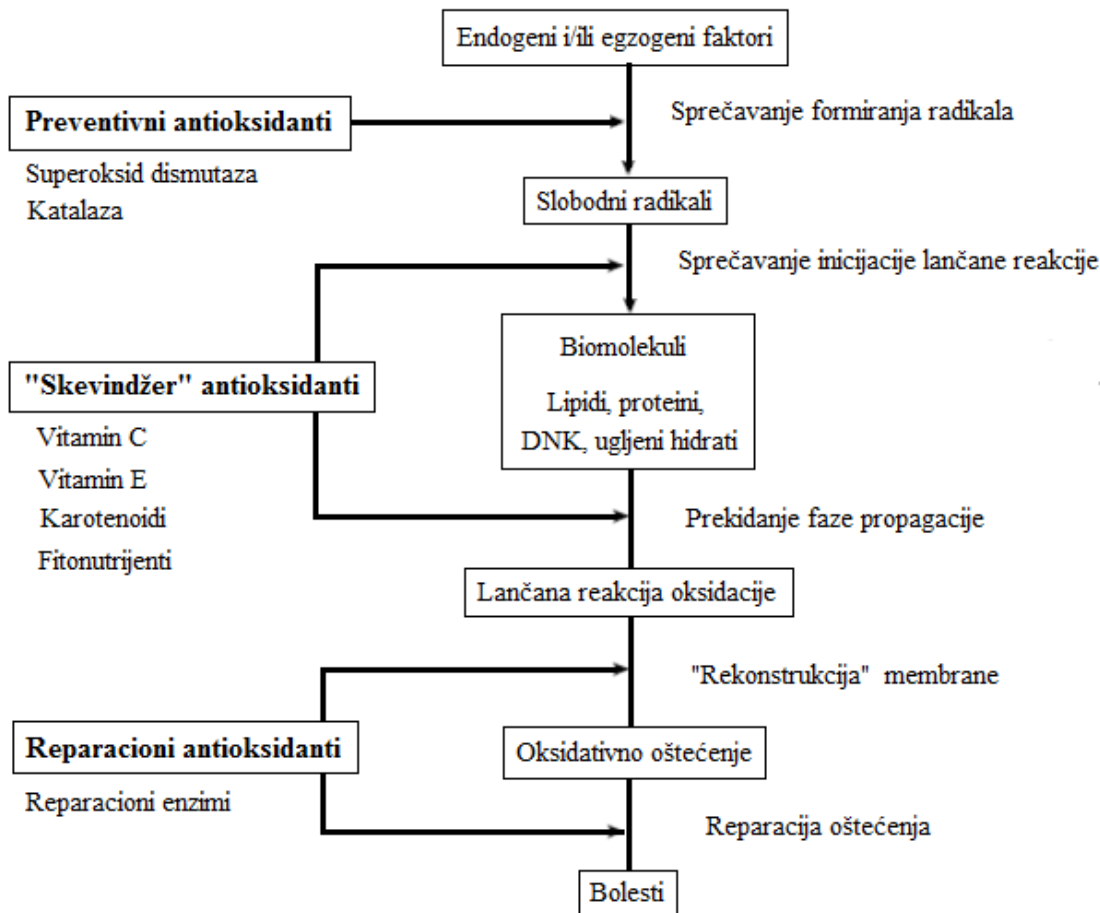 Endogeni i/ili egzogeni faktori
Sprečavanje formiranja radikala
Preventivni antioksidanti
Superoksid dismutaza
Katalaza
Slobodni radikali
Sprečavanje inicijacije lančane reakcije
Biomolekuli
Lipidi, proteini,
DNK, ugljeni hidrati
"Skevindžer" antioksidanti
Vitamin C
Vitamin E
Karotenoidi
Fitonutrijenti
Prekidanje faze propagacije
Lančana reakcija oksidacije
"Rekonstrukcija" membrane
Reparacioni antioksidanti
Reparacioni enzimi
Oksidativno oštećenje
Reparacija oštećenja
Bolesti